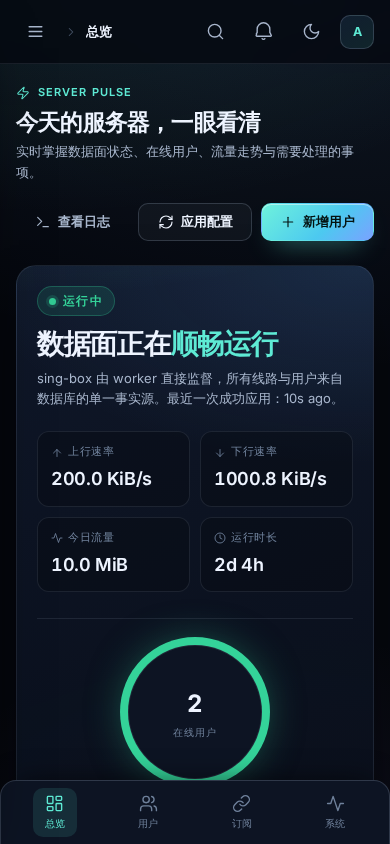 总览
A
SERVER PULSE
今天的服务器，一眼看清
实时掌握数据面状态、在线用户、流量走势与需要处理的事
项。
查看日志
应用配置
新增用户
运行中
数据面正在顺畅运行
sing-box 由 worker 直接监督，所有线路与用户来自
数据库的单一事实源。最近一次成功应用：10s ago。
上行速率
200.0 KiB/s
下行速率
1000.8 KiB/s
今日流量
10.0 MiB
运行时长
2d 4h
2
在线用户
总览
用户
订阅
系统